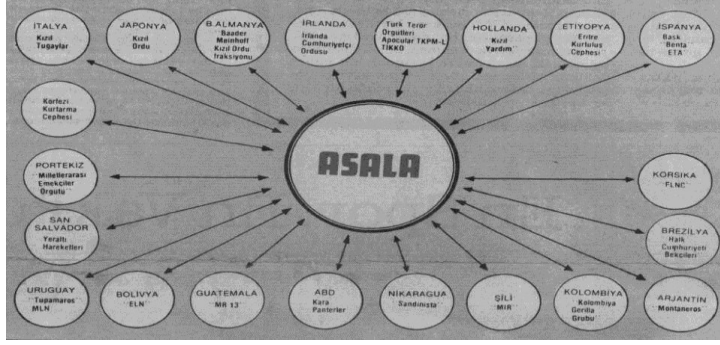 İTALYA
Kızıl
Tugaylar
JAPONYA
Kızıl
Ordu
B.ALMANYA
Baader
Meinhoff
Kızıl Ordu
fraksiyonu
İRLANDA
İrlanda
Cumhuriyetçi
Ordusu
Türk Terör
Örgütleri
Apocular TKPM-L
TİKKO
HOLLANDA
Kızıl
Yardım
ETİYOPYA
Eritre
Kurtuluş
Cephesi
İSPANYA
Bask
ETA
Körfezi
Kurtarma
Cephesi
ASALA
PORTEKİZ
Milletlerarası
Emekçiler
Örgütü
KORSİKA
FLNC
SAN
SALVADOR
Yeraltı
Hareketleri
BREZİLYA
Halk
Cumhuriyeti
Bekçileri
URUGUAY
Tupamaros
MLN
BOLİVYA
ELN
GUATEMALA
MR 13
ABD
Kara
Panterler
NİKARAGUA
Sandinista
ŞİLİ
MIR
KOLOMBİYA
Kolombiya
Gerilla
Grubu
ARJANTİN
Montaneros